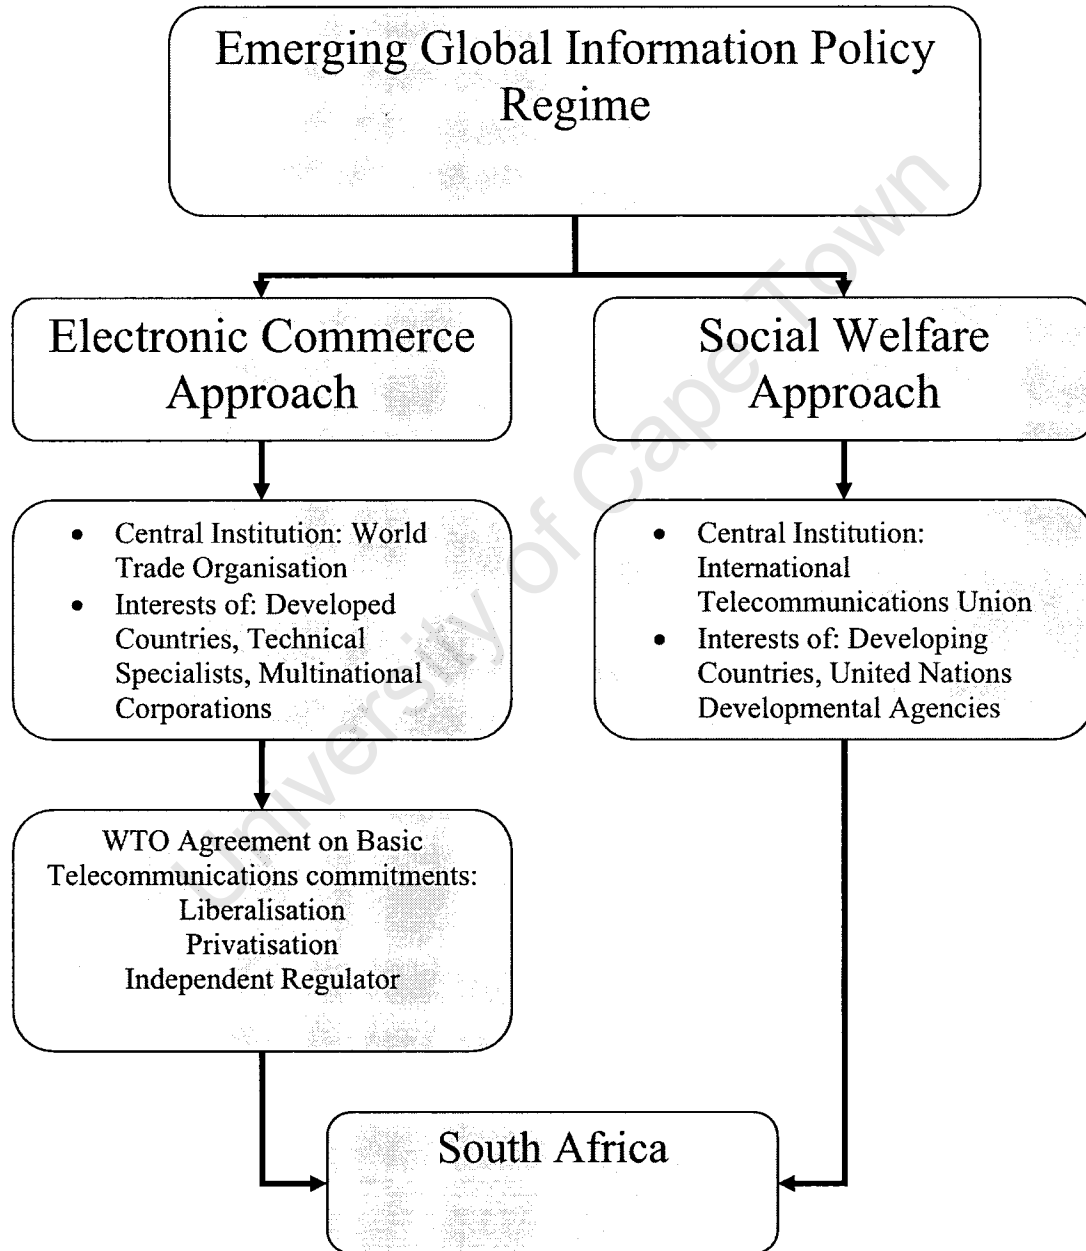 Emerging Global Information Policy
Regime
Electronic Commerce
Approach
Social Welfare
Approach
• Central Institution: World
Trade Organisation
• Interests of: Developed
Countries, Technical
Specialists, Multinational
Corporations
• Central Institution:
International
Telecommunications Union
• Interests of: Developing
Countries, United Nations
Developmental Agencies
WTO Agreement on Basic
Telecommunications commitments:
Liberalisation
Privatisation
Independent Regulator
South Africa
University of Cape Town